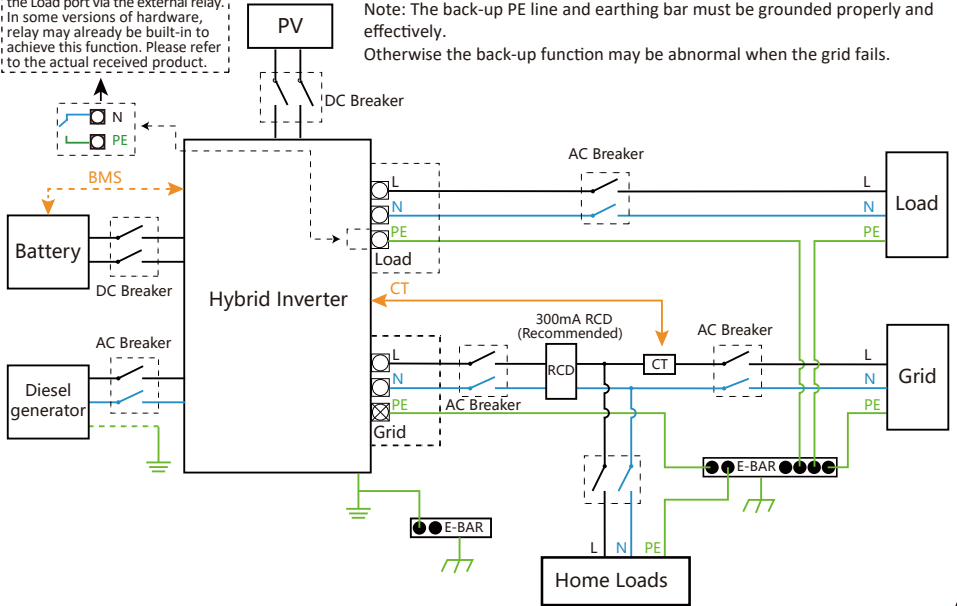 the Load port via the external relay.
In some versions of hardware,
relay may already be built-in to
achieve this function. Please refer
to the actual received product.
PV
Note: The back-up PE line and earthing bar must be grounded properly and
effectively.
Otherwise the back-up function may be abnormal when the grid fails.
DC Breaker
N
PE
BMS
Battery
DC Breaker
AC Breaker
Diesel
generator
Hybrid Inverter
L
N
PE
Load
AC Breaker
L
N
PE
Load
CT
300mA RCD
(Recommended)
AC Breaker
L
N
PE
Grid
AC Breaker
RCD
CT
L
N
PE
Grid
E-BAR
E-BAR
L
N
PE
Home Loads